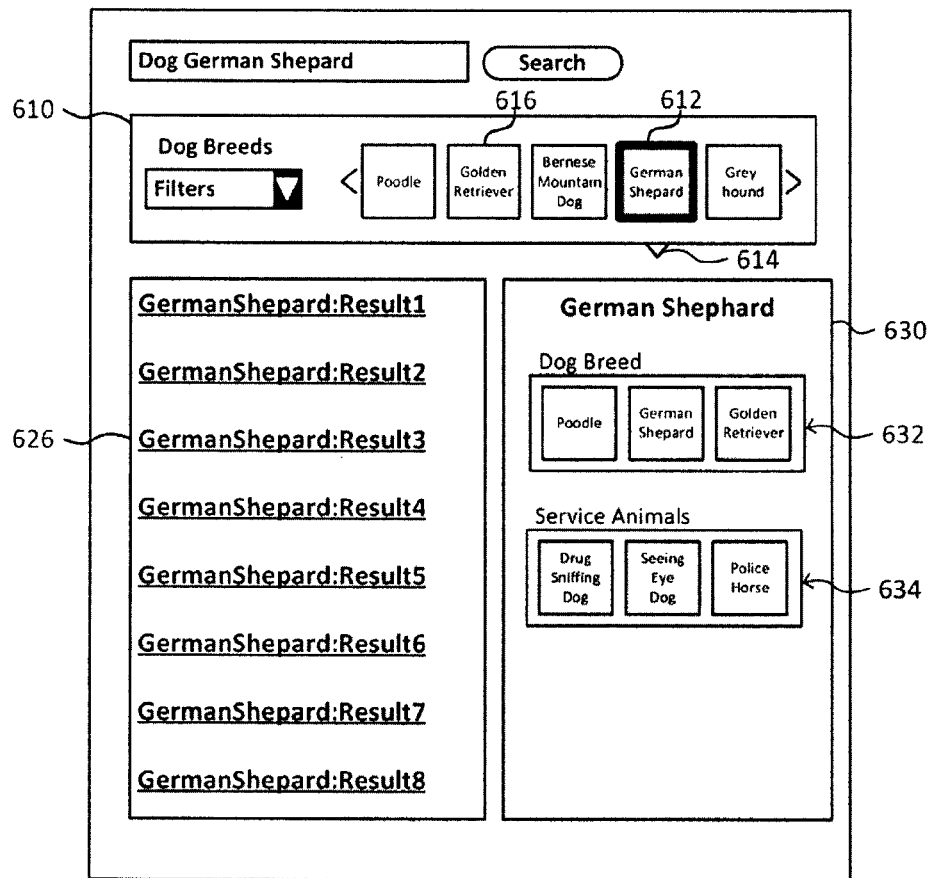 Dog German Shepard
Search
610
616
612
Dog Breeds
Filters
Poodle
Golden
Retriever
Bernese
Mountain
Dog
German
Shepard
Grey
hound
614
GermanShepard:Result1
GermanShepard:Result2
GermanShepard:Result3
GermanShepard:Result4
GermanShepard:Result5
GermanShepard:Result6
GermanShepard:Result7
GermanShepard:Result8
626
German Shephard
630
Dog Breed
Poodle
German
Shepard
Golden
Retriever
632
Service Animals
Drug
Sniffing
Dog
Seeing
Eye
Dog
Police
Horse
634